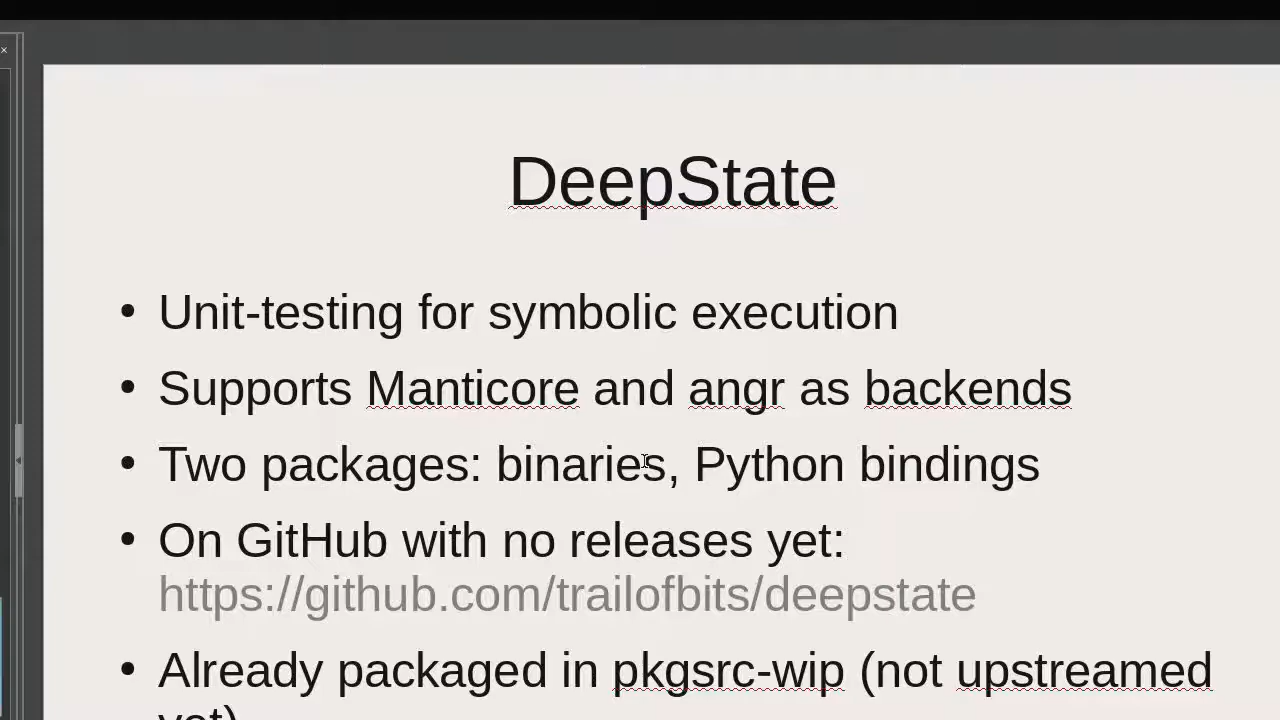 DeepState
• Unit-testing for symbolic execution
• Supports Manticore and angr as backends
• Two packages: binaries, Python bindings
• On GitHub with no releases yet:
https://github.com/trailofbits/deepstate
• Already packaged in pkgsrc-wip (not upstreamed
yet)